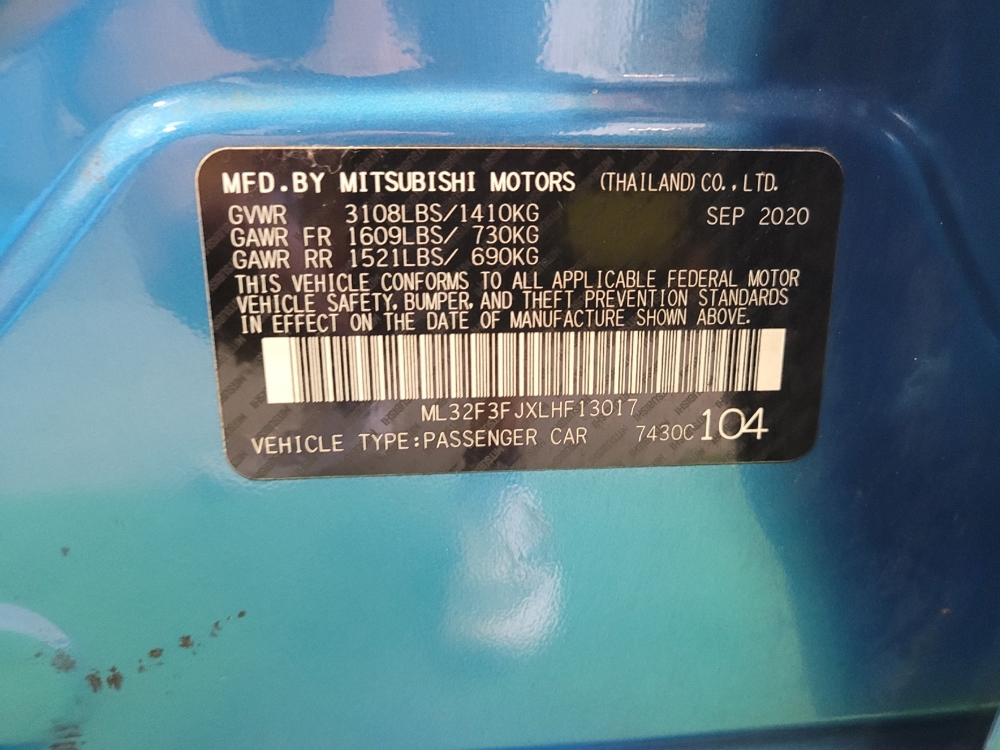 MFD.BY MITSUBISHI MOTORS (THAILAND) CO., LTD.
GVWR 3108LBS/1410KG SEP 2020
GAWR FR 1609LBS/ 730KG
GAWR RR 1521LBS/ 690KG
THIS VEHICLE CONFORMS TO ALL APPLICABLE FEDERAL MOTOR
VEHICLE SAFETY, BUMPER, AND THEFT PREVENTION STANDARDS
IN EFFECT ON THE DATE OF MANUFACTURE SHOWN ABOVE.
ML32F3FJXLHF13017
VEHICLE TYPE:PASSENGER CAR 7430C 104